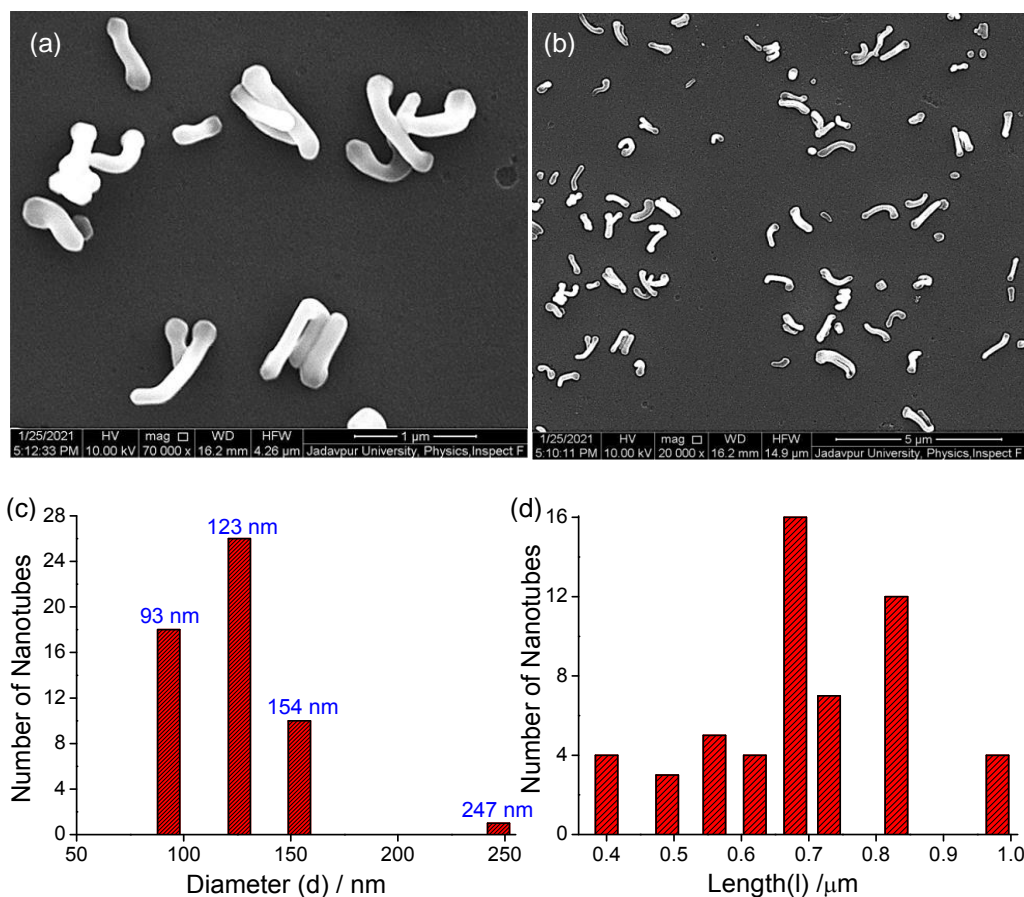 (a)
1/25/2021 HV mag □ WD HFW 1 µm
5:12:33 PM 10.00 kV 70 000 x 16.2 mm 4.26 µm Jadavpur University, Physics,Inspect F
(b)
1/25/2021 HV mag □ WD HFW 5 µm
5:10:11 PM 10.00 kV 20 000 x 16.2 mm 14.9 µm Jadavpur University, Physics,Inspect F
(c)
Number of Nanotubes
28
24
20
16
12
8
4
0
93 nm
123 nm
154 nm
247 nm
50 100 150 200 250
Diameter (d) / nm
(d)
Number of Nanotubes
16
12
8
4
0
0.4 0.5 0.6 0.7 0.8 0.9 1.0
Length(l) /µm